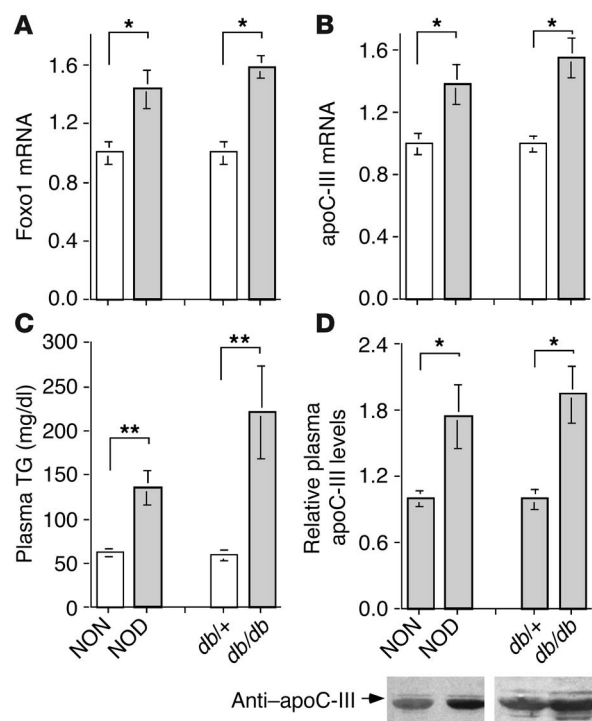 A
Foxo1 mRNA
1.6
1.2
0.8
0.4
0.0
*
*
B
apoC-III mRNA
1.6
1.2
0.8
0.4
0.0
*
*
C
Plasma TG (mg/dl)
300
250
200
150
100
50
0
**
**
NON
NOD
db/+
db/db
D
Relative plasma
apoC-III levels
2.4
1.8
1.2
0.6
0.0
*
*
NON
NOD
db/+
db/db
Anti–apoC-III